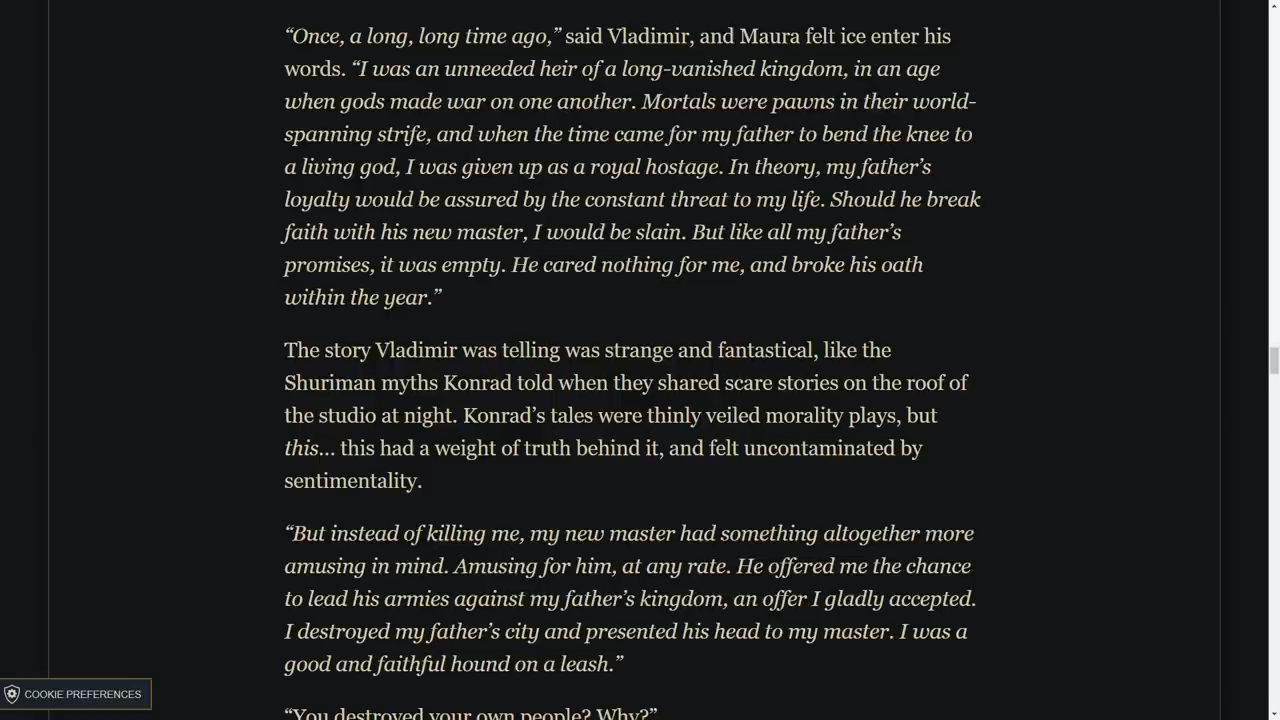 “Once, a long, long time ago,” said Vladimir, and Maura felt ice enter his
words. “I was an unneeded heir of a long-vanished kingdom, in an age
when gods made war on one another. Mortals were pawns in their world-
spanning strife, and when the time came for my father to bend the knee to
a living god, I was given up as a royal hostage. In theory, my father’s
loyalty would be assured by the constant threat to my life. Should he break
faith with his new master, I would be slain. But like all my father’s
promises, it was empty. He cared nothing for me, and broke his oath
within the year.”
The story Vladimir was telling was strange and fantastical, like the
Shuriman myths Konrad told when they shared scare stories on the roof of
the studio at night. Konrad’s tales were thinly veiled morality plays, but
this… this had a weight of truth behind it, and felt uncontaminated by
sentimentality.
“But instead of killing me, my new master had something altogether more
amusing in mind. Amusing for him, at any rate. He offered me the chance
to lead his armies against my father’s kingdom, an offer I gladly accepted.
I destroyed my father’s city and presented his head to my master. I was a
good and faithful hound on a leash.”
COOKIE PREFERENCES
“You destroyed your own people? Why?”